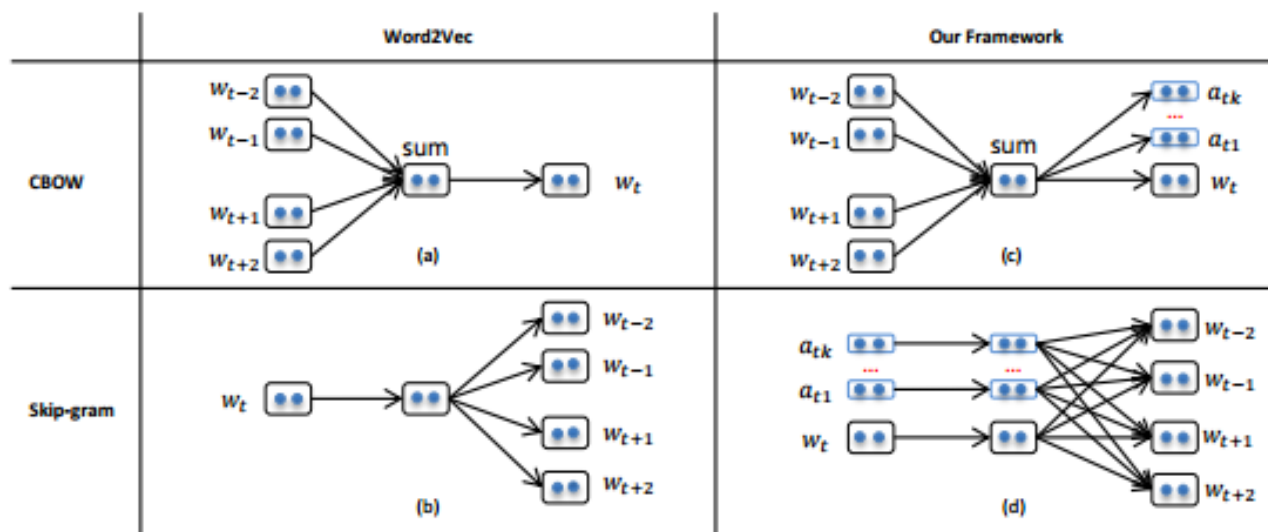 Word2Vec
Our Framework
CBOW
w_{t−2}
w_{t−1}
sum
w_t
w_{t+1}
w_{t+2}
(a)
w_{t−2}
w_{t−1}
sum
w_{t+1}
w_{t+2}
a_{tk}
...
a_{t1}
w_t
(c)
Skip-gram
w_t
w_{t−2}
w_{t−1}
w_{t+1}
w_{t+2}
(b)
a_{tk}
...
a_{t1}
w_t
...
w_{t−2}
w_{t−1}
w_{t+1}
w_{t+2}
(d)